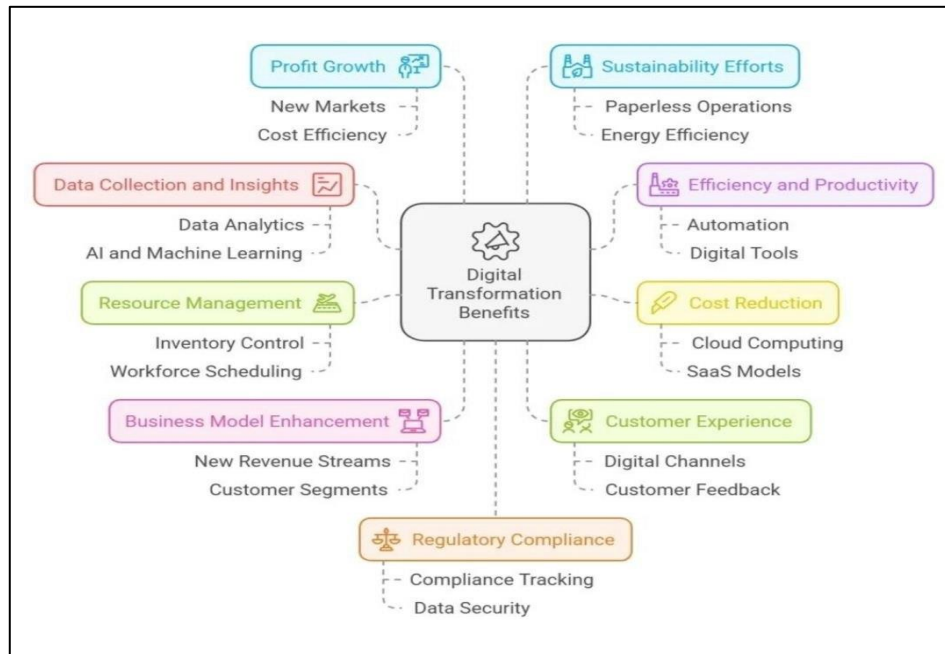 Profit Growth
New Markets
Cost Efficiency
Sustainability Efforts
Paperless Operations
Energy Efficiency
Data Collection and Insights
Data Analytics
AI and Machine Learning
Efficiency and Productivity
Automation
Digital Tools
Digital
Transformation
Benefits
Resource Management
Inventory Control
Workforce Scheduling
Cost Reduction
Cloud Computing
SaaS Models
Business Model Enhancement
New Revenue Streams
Customer Segments
Customer Experience
Digital Channels
Customer Feedback
Regulatory Compliance
Compliance Tracking
Data Security